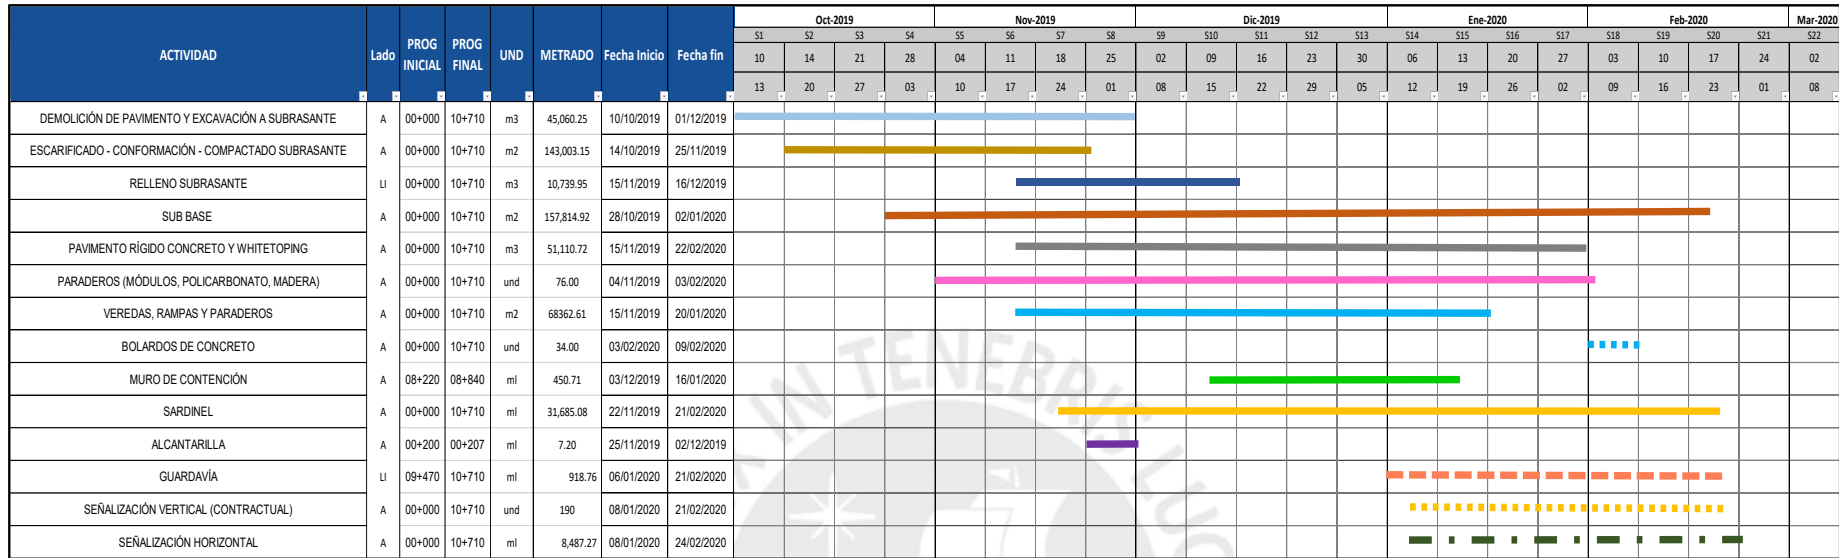 ACTIVIDAD Lado PROG INICIAL PROG FINAL UND METRADO Fecha Inicio Fecha fin
Oct-2019 Nov-2019 Dic-2019 Ene-2020 Feb-2020 Mar-2020
S1 S2 S3 S4 S5 S6 S7 S8 S9 S10 S11 S12 S13 S14 S15 S16 S17 S18 S19 S20 S21 S22
10 14 21 28 04 11 18 25 02 09 16 23 30 06 13 20 27 03 10 17 24 02
13 20 27 03 10 17 24 01 08 15 22 29 05 12 19 26 02 09 16 23 01 08
DEMOLICIÓN DE PAVIMENTO Y EXCAVACIÓN A SUBRASANTE A 00+000 10+710 m3 45,060.25 10/10/2019 01/12/2019
ESCARIFICADO - CONFORMACIÓN - COMPACTADO SUBRASANTE A 00+000 10+710 m2 143,003.15 14/10/2019 25/11/2019
RELLENO SUBRASANTE LI 00+000 10+710 m3 10,739.95 15/11/2019 16/12/2019
SUB BASE A 00+000 10+710 m2 157,814.92 28/10/2019 02/01/2020
PAVIMENTO RÍGIDO CONCRETO Y WHITETOPING A 00+000 10+710 m3 51,110.72 15/11/2019 22/02/2020
PARADEROS (MÓDULOS, POLICARBONATO, MADERA) A 00+000 10+710 und 76.00 04/11/2019 03/02/2020
VEREDAS, RAMPAS Y PARADEROS A 00+000 10+710 m2 68362.61 15/11/2019 20/01/2020
BOLARDOS DE CONCRETO A 00+000 10+710 und 34.00 03/02/2020 09/02/2020
MURO DE CONTENCIÓN A 08+220 08+840 ml 450.71 03/12/2019 16/01/2020
SARDINEL A 00+000 10+710 ml 31,685.08 22/11/2019 21/02/2020
ALCANTARILLA A 00+200 00+207 ml 7.20 25/11/2019 02/12/2019
GUARDAVÍA LI 09+470 10+710 ml 918.76 06/01/2020 21/02/2020
SEÑALIZACIÓN VERTICAL (CONTRACTUAL) A 00+000 10+710 und 190 08/01/2020 21/02/2020
SEÑALIZACIÓN HORIZONTAL A 00+000 10+710 ml 8,487.27 08/01/2020 24/02/2020
IN TENEBRIS